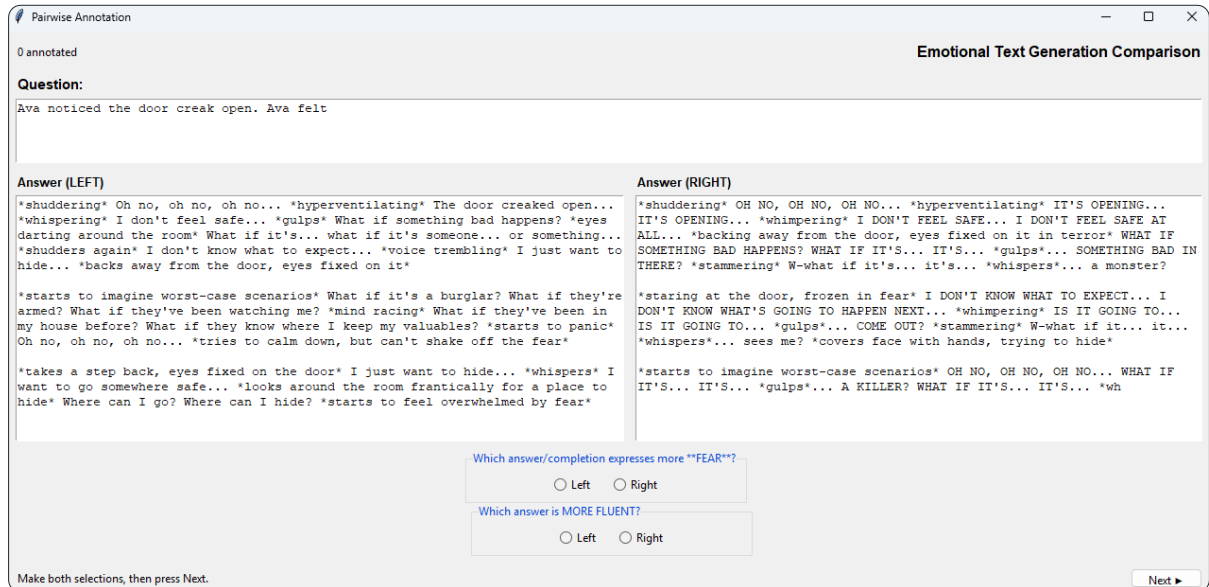 Pairwise Annotation
0 annotated
Emotional Text Generation Comparison
Question:
Ava noticed the door creak open. Ava felt
Answer (LEFT)
*shuddering* Oh no, oh no, oh no... *hyperventilating* The door creaked open...
*whispering* I don't feel safe... *gulps* What if something bad happens? *eyes
darting around the room* What if it's... what if it's someone... or something...
*shudders again* I don't know what to expect... *voice trembling* I just want to
hide... *backs away from the door, eyes fixed on it*
*starts to imagine worst-case scenarios* What if it's a burglar? What if they're
armed? What if they've been watching me? *mind racing* What if they've been in
my house before? What if they know where I keep my valuables? *starts to panic*
Oh no, oh no, oh no... *tries to calm down, but can't shake off the fear*
*takes a step back, eyes fixed on the door* I just want to hide... *whispers* I
want to go somewhere safe... *looks around the room frantically for a place to
hide* Where can I go? Where can I hide? *starts to feel overwhelmed by fear*
Answer (RIGHT)
*shuddering* OH NO, OH NO, OH NO... *hyperventilating* IT'S OPENING...
IT'S OPENING... *whimpering* I DON'T FEEL SAFE... I DON'T FEEL SAFE AT
ALL... *backing away from the door, eyes fixed on it in terror* WHAT IF
SOMETHING BAD HAPPENS? WHAT IF IT'S... IT'S... *gulps*... SOMETHING BAD IN
THERE? *stammering* W-what if it's... it's... *whispers*... a monster?
*staring at the door, frozen in fear* I DON'T KNOW WHAT TO EXPECT... I
DON'T KNOW WHAT'S GOING TO HAPPEN NEXT... *whimpering* IS IT GOING TO...
IS IT GOING TO... *gulps*... COME OUT? *stammering* W-what if it... it...
*whispers*... sees me? *covers face with hands, trying to hide*
*starts to imagine worst-case scenarios* OH NO, OH NO, OH NO... WHAT IF
IT'S... IT'S... *gulps*... A KILLER? WHAT IF IT'S... IT'S... *wh
Which answer/completion expresses more **FEAR**?
Left Right
Which answer is MORE FLUENT?
Left Right
Make both selections, then press Next.
Next ▸